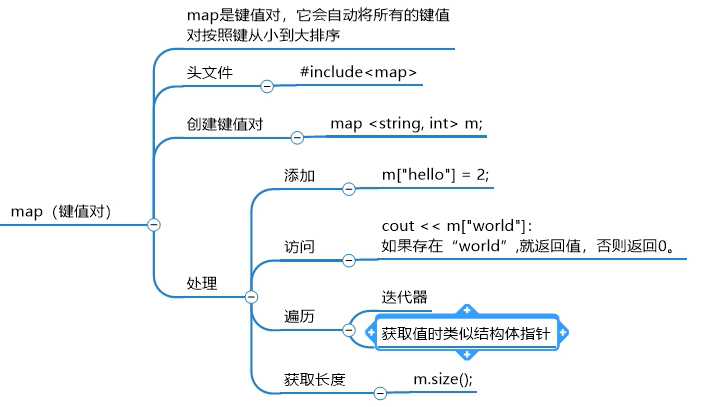 map是键值对，它会自动将所有的键值
对按照键从小到大排序
头文件
#include<map>
创建键值对
map <string, int> m;
map（键值对）
处理
添加
m["hello"] = 2;
访问
cout << m["world"]：
如果存在“world”,就返回值，否则返回0。
遍历
迭代器
获取值时类似结构体指针
获取长度
m.size();